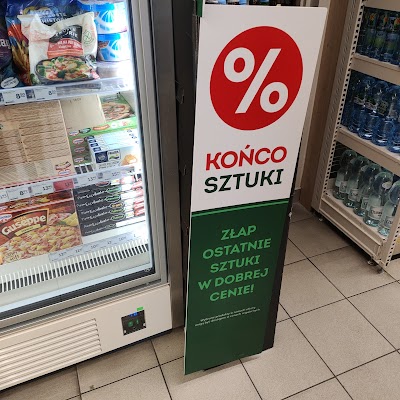 %
KOŃCO
SZTUKI
ZŁAP
OSTATNIE
SZTUKI
W DOBREJ
CENIE!
GUSEPPE